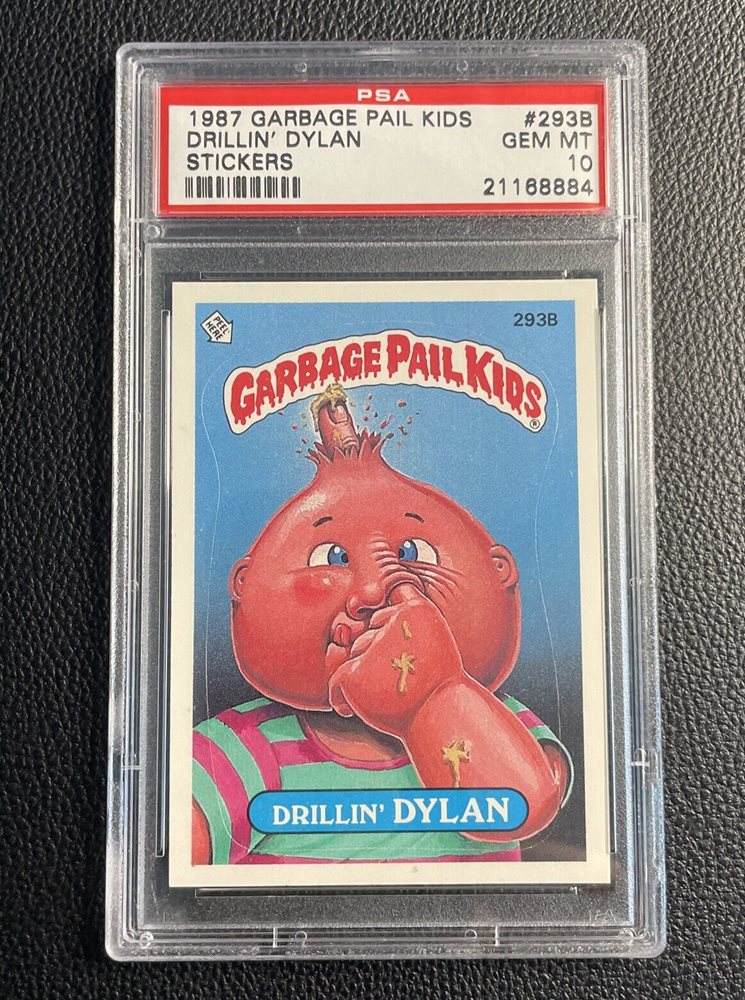 PSA
1987 GARBAGE PAIL KIDS #293B
DRILLIN' DYLAN GEM MT
STICKERS 10
21168884
PEEL HERE
293B
GARBAGE PAIL KIDS®
DRILLIN' DYLAN